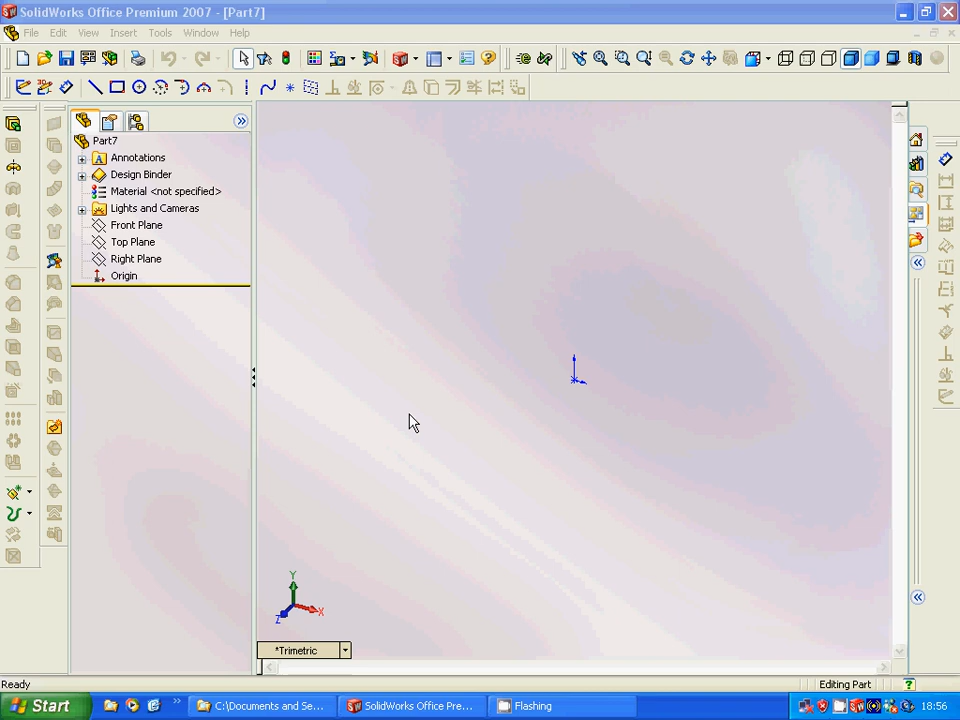 SolidWorks Office Premium 2007 - [Part7]
File Edit View Insert Tools Window Help
Part7
A Annotations
Design Binder
Material <not specified>
Lights and Cameras
Front Plane
Top Plane
Right Plane
Origin
Y
X
Z
*Trimetric
Ready
Editing Part
Start
C:\Documents and Se...
SolidWorks Office Pre...
Flashing
18:56